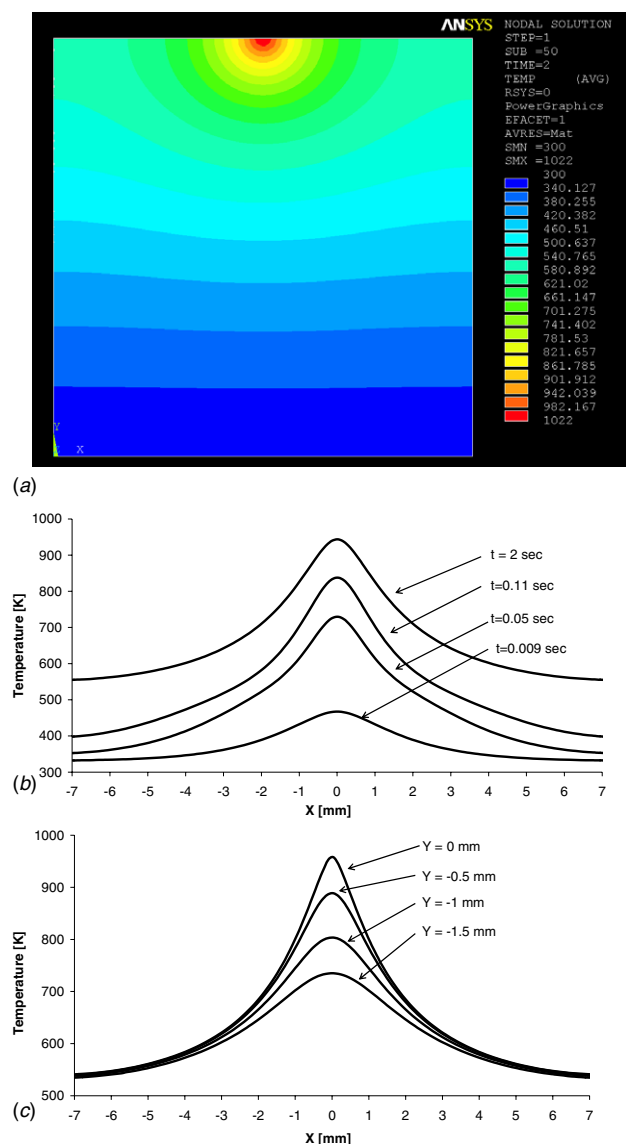 ANSYS
NODAL SOLUTION
STEP=1
SUB =50
TIME=2
TEMP (AVG)
RSYS=0
PowerGraphics
EFACET=1
AVRES=Mat
SMN =300
SMX =1022
300
340.127
380.255
420.382
460.51
500.637
540.765
580.892
621.02
661.147
701.275
741.402
781.53
821.657
861.785
901.912
942.039
982.167
1022
Y
X
(a)
1000
900
800
700
600
500
400
300
Temperature [K]
t = 2 sec
t=0.11 sec
t=0.05 sec
t=0.009 sec
-7 -6 -5 -4 -3 -2 -1 0 1 2 3 4 5 6 7
X [mm]
(b)
1000
900
800
700
600
500
Temperature [K]
Y = 0 mm
Y = -0.5 mm
Y = -1 mm
Y = -1.5 mm
-7 -6 -5 -4 -3 -2 -1 0 1 2 3 4 5 6 7
X [mm]
(c)